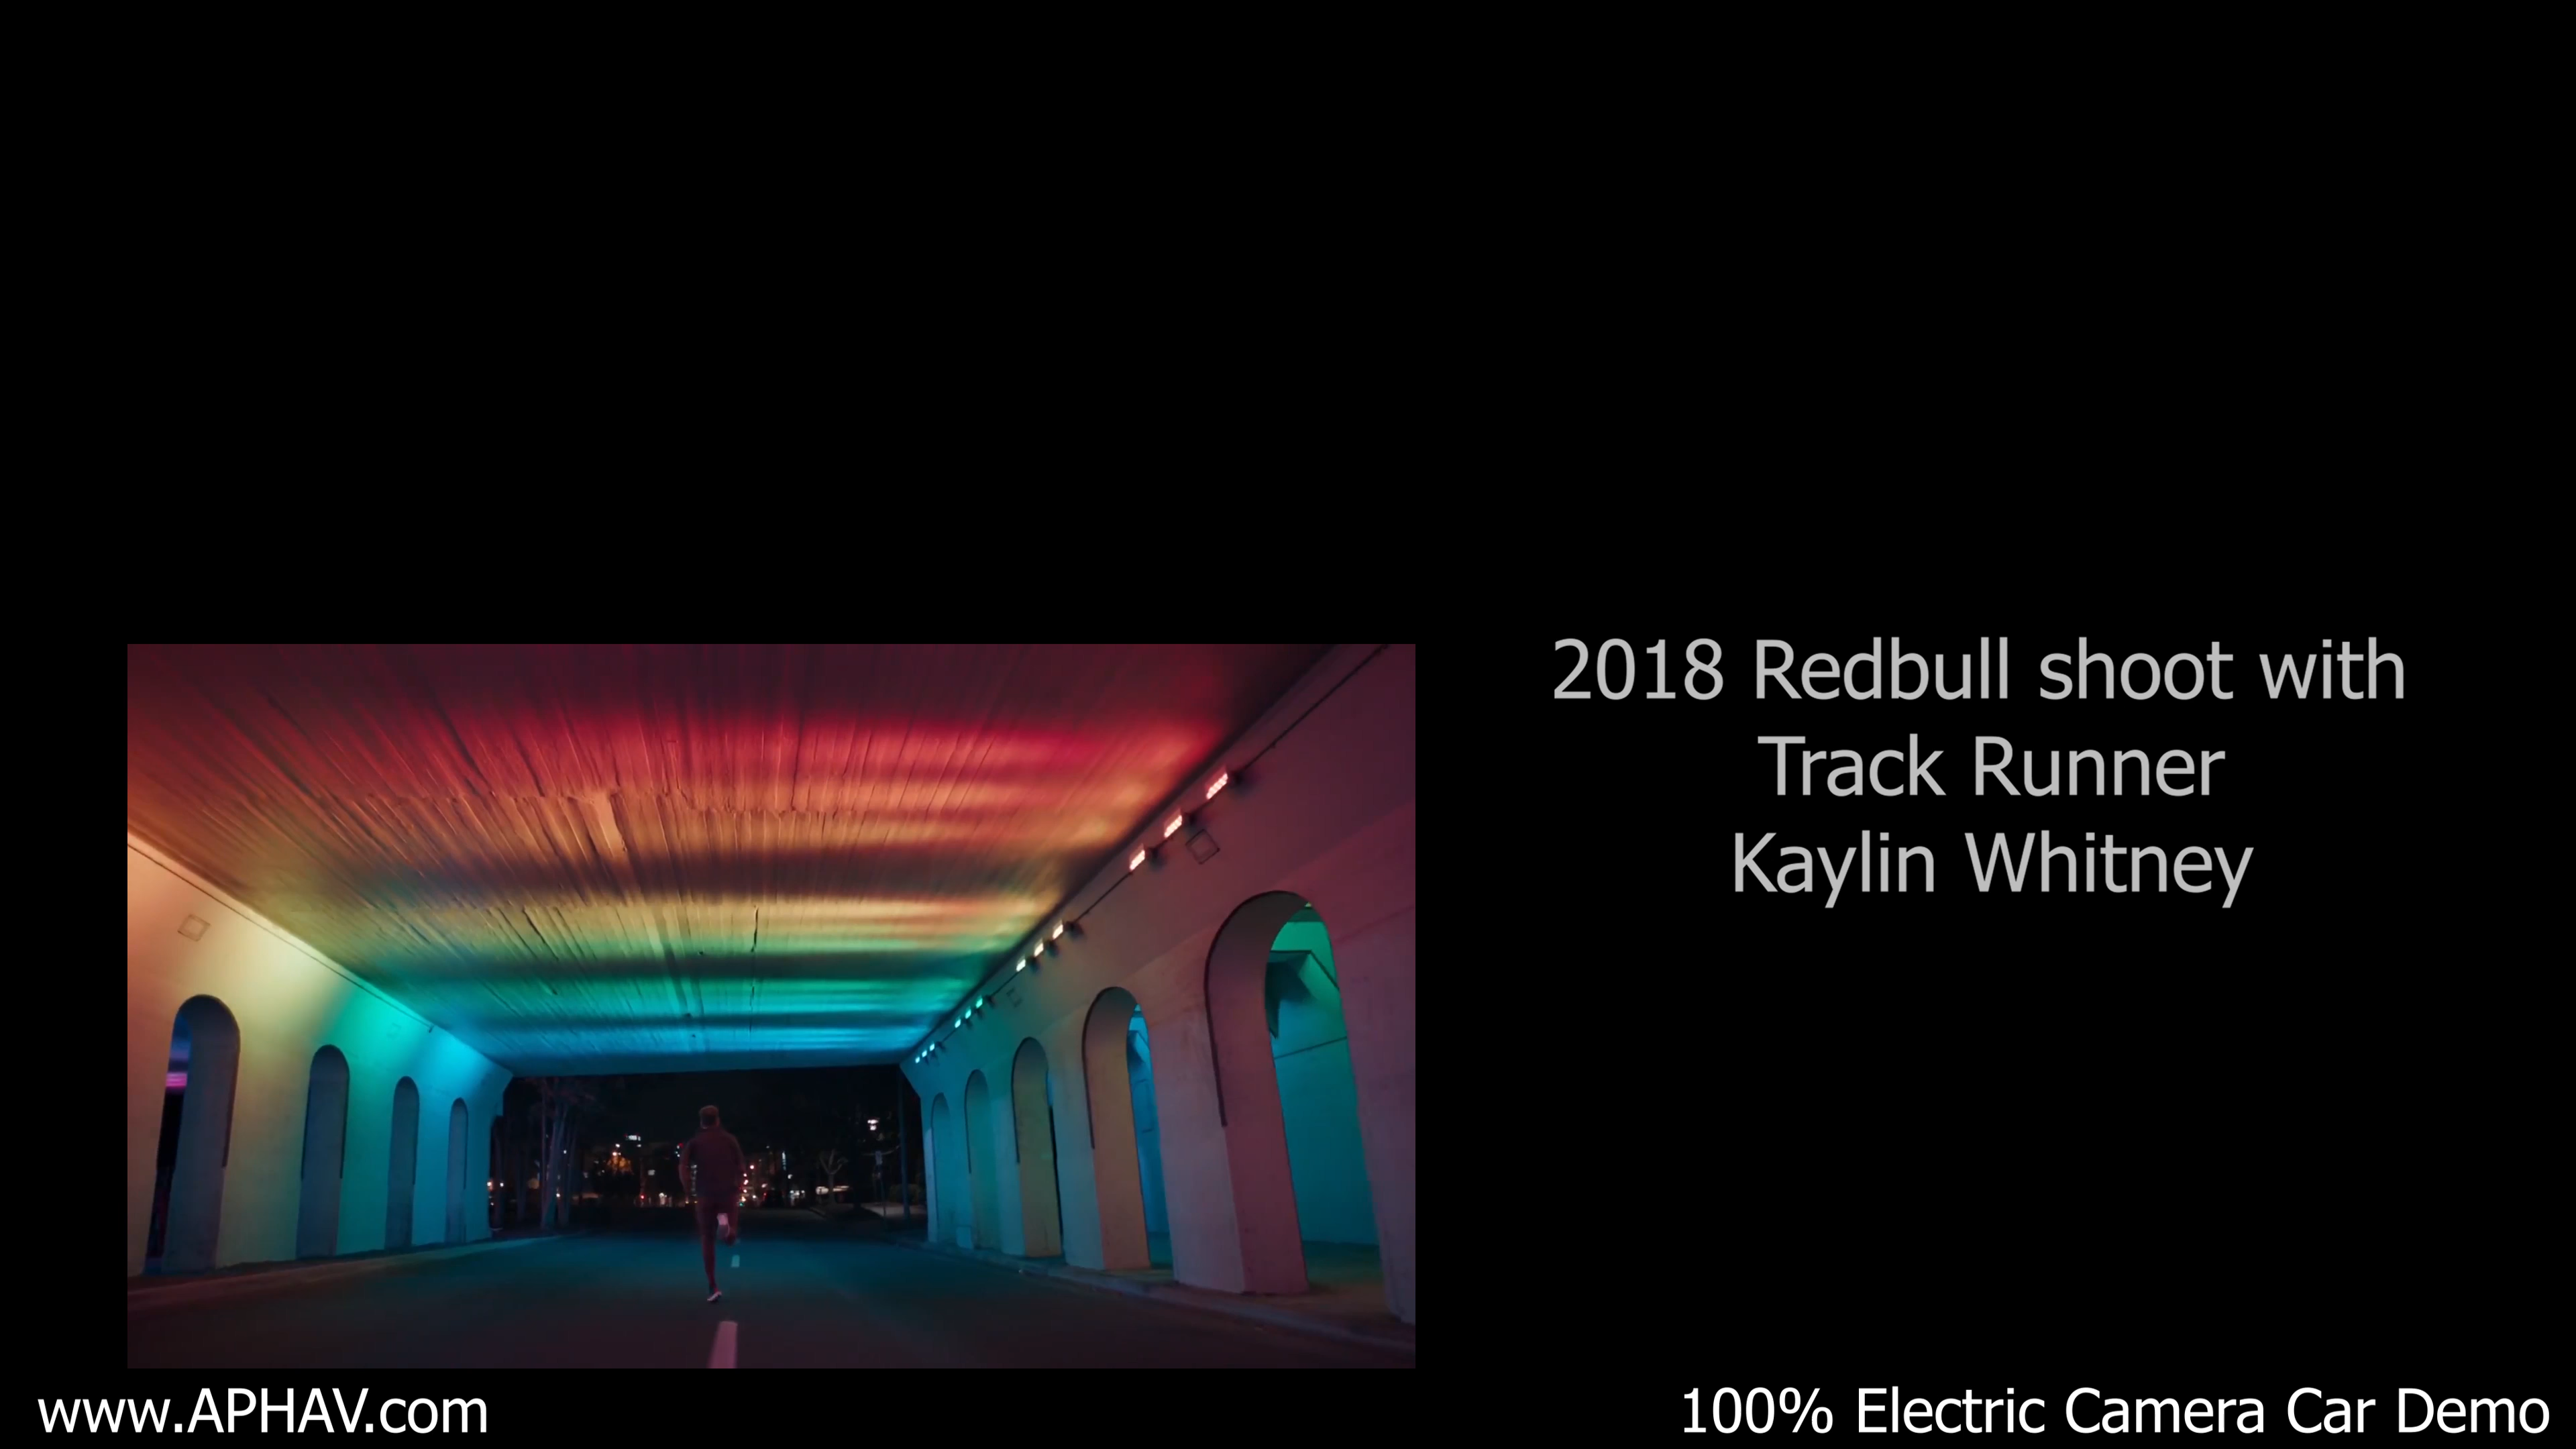 2018 Redbull shoot with
Track Runner
Kaylin Whitney
www.APHAV.com
100% Electric Camera Car Demo